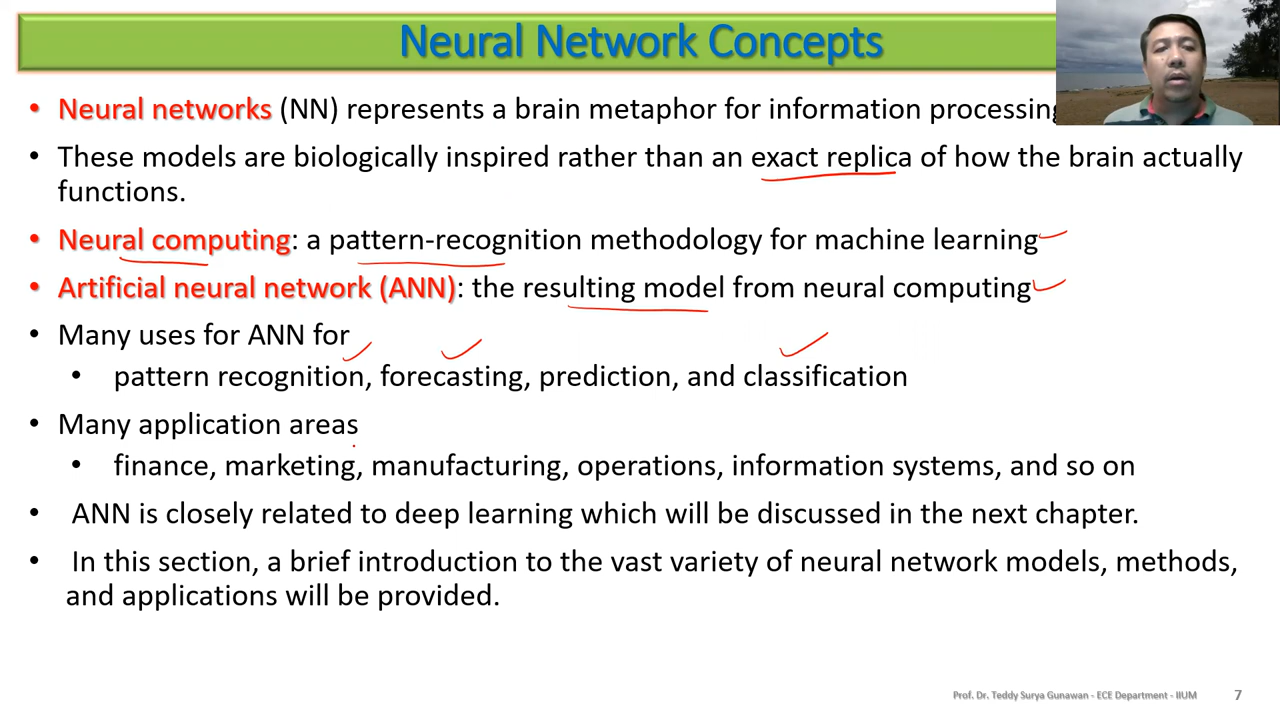 Neural Network Concepts
• Neural networks (NN) represents a brain metaphor for information processing
• These models are biologically inspired rather than an exact replica of how the brain actually
functions.
• Neural computing: a pattern-recognition methodology for machine learning
• Artificial neural network (ANN): the resulting model from neural computing
• Many uses for ANN for
• pattern recognition, forecasting, prediction, and classification
• Many application areas
• finance, marketing, manufacturing, operations, information systems, and so on
• ANN is closely related to deep learning which will be discussed in the next chapter.
• In this section, a brief introduction to the vast variety of neural network models, methods,
and applications will be provided.
Prof. Dr. Teddy Surya Gunawan - ECE Department - IIUM 7